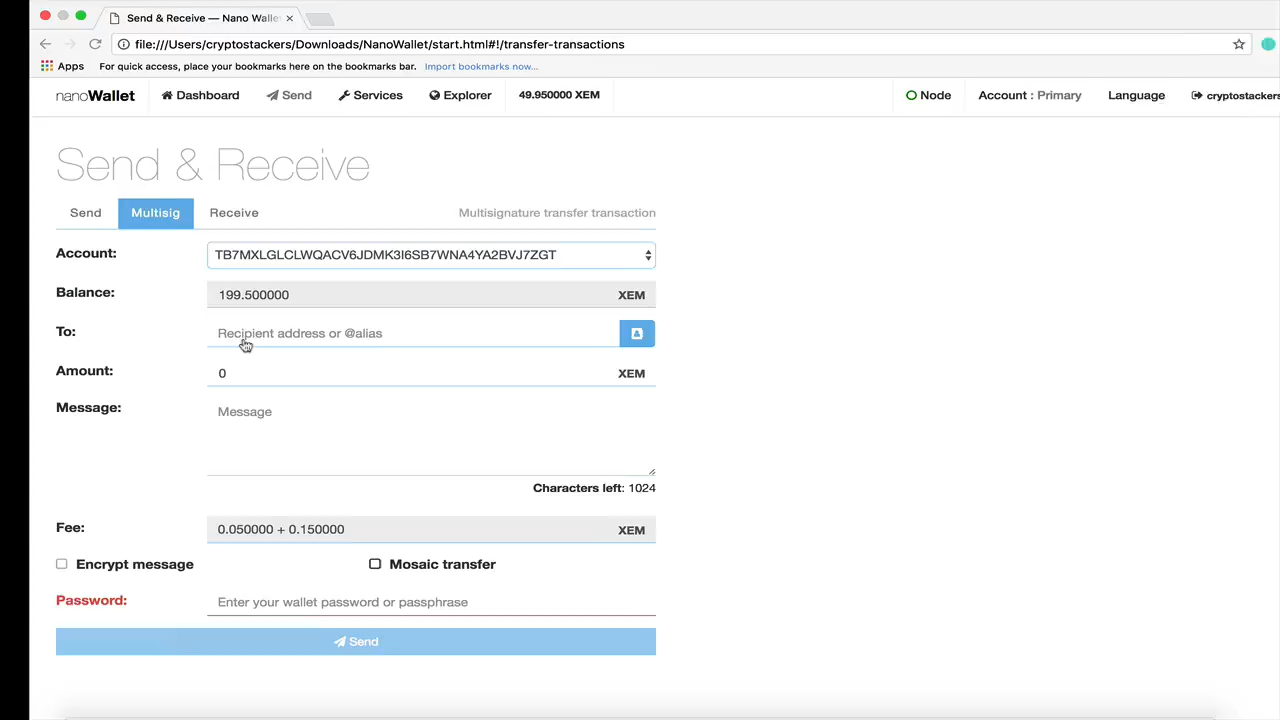 Send & Receive — Nano Walle
file:///Users/cryptostackers/Downloads/NanoWallet/start.html#!/transfer-transactions
Apps For quick access, place your bookmarks here on the bookmarks bar. Import bookmarks now...
nanoWallet Dashboard Send Services Explorer 49.950000 XEM Node Account : Primary Language cryptostackers
Send & Receive
Send Multisig Receive Multisignature transfer transaction
Account: TB7MXLGLCLWQACV6JDMK3I6SB7WNA4YA2BVJ7ZGT
Balance: 199.500000 XEM
To: Recipient address or @alias
Amount: 0 XEM
Message: Message
Characters left: 1024
Fee: 0.050000 + 0.150000 XEM
Encrypt message Mosaic transfer
Password: Enter your wallet password or passphrase
Send